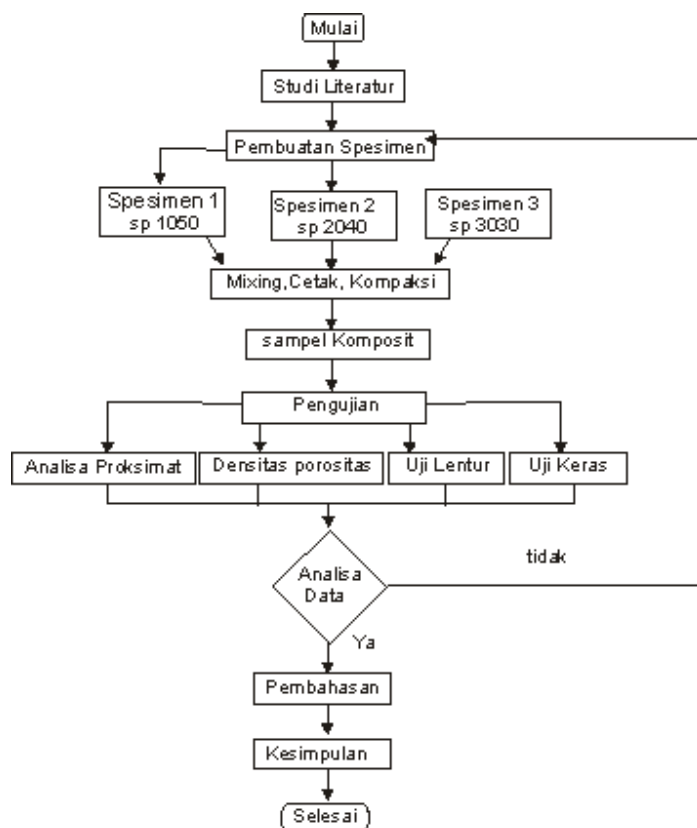 Mulai
Studi Literatur
Pembuatan Spesimen
Spesimen 1
sp 1050
Spesimen 2
sp 2040
Spesimen 3
sp 3030
Mixing,Cetak, Kompaksi
sampel Komposit
Pengujian
Analisa Proksimat
Densitas porositas
Uji Lentur
Uji Keras
Analisa
Data
tidak
Ya
Pembahasan
Kesimpulan
Selesai